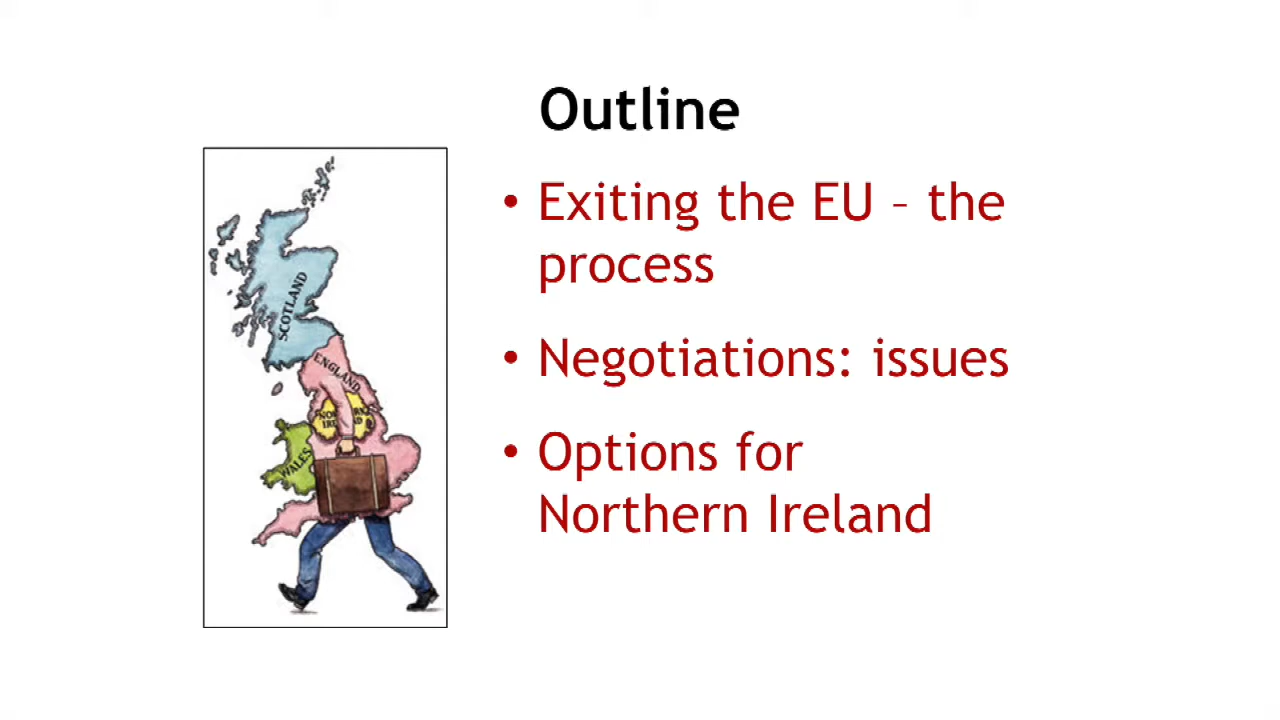 Outline
• Exiting the EU – the
process
• Negotiations: issues
• Options for
Northern Ireland
SCOTLAND
ENGLAND
WALES